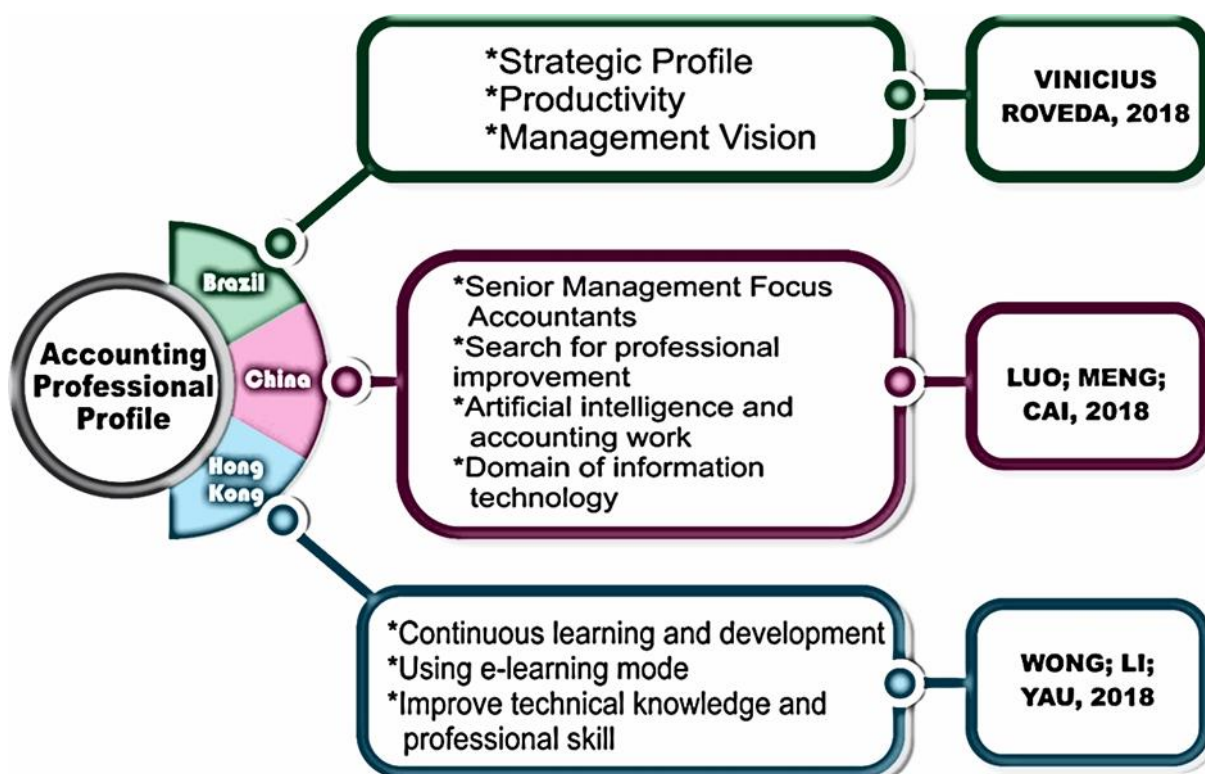 *Strategic Profile
*Productivity
*Management Vision
VINICIUS
ROVEDA, 2018
Accounting
Professional
Profile
Brazil
China
Hong
Kong
*Senior Management Focus
Accountants
*Search for professional
improvement
*Artificial intelligence and
accounting work
*Domain of information
technology
LUO; MENG;
CAI, 2018
*Continuous learning and development
*Using e-learning mode
*Improve technical knowledge and
professional skill
WONG; LI;
YAU, 2018